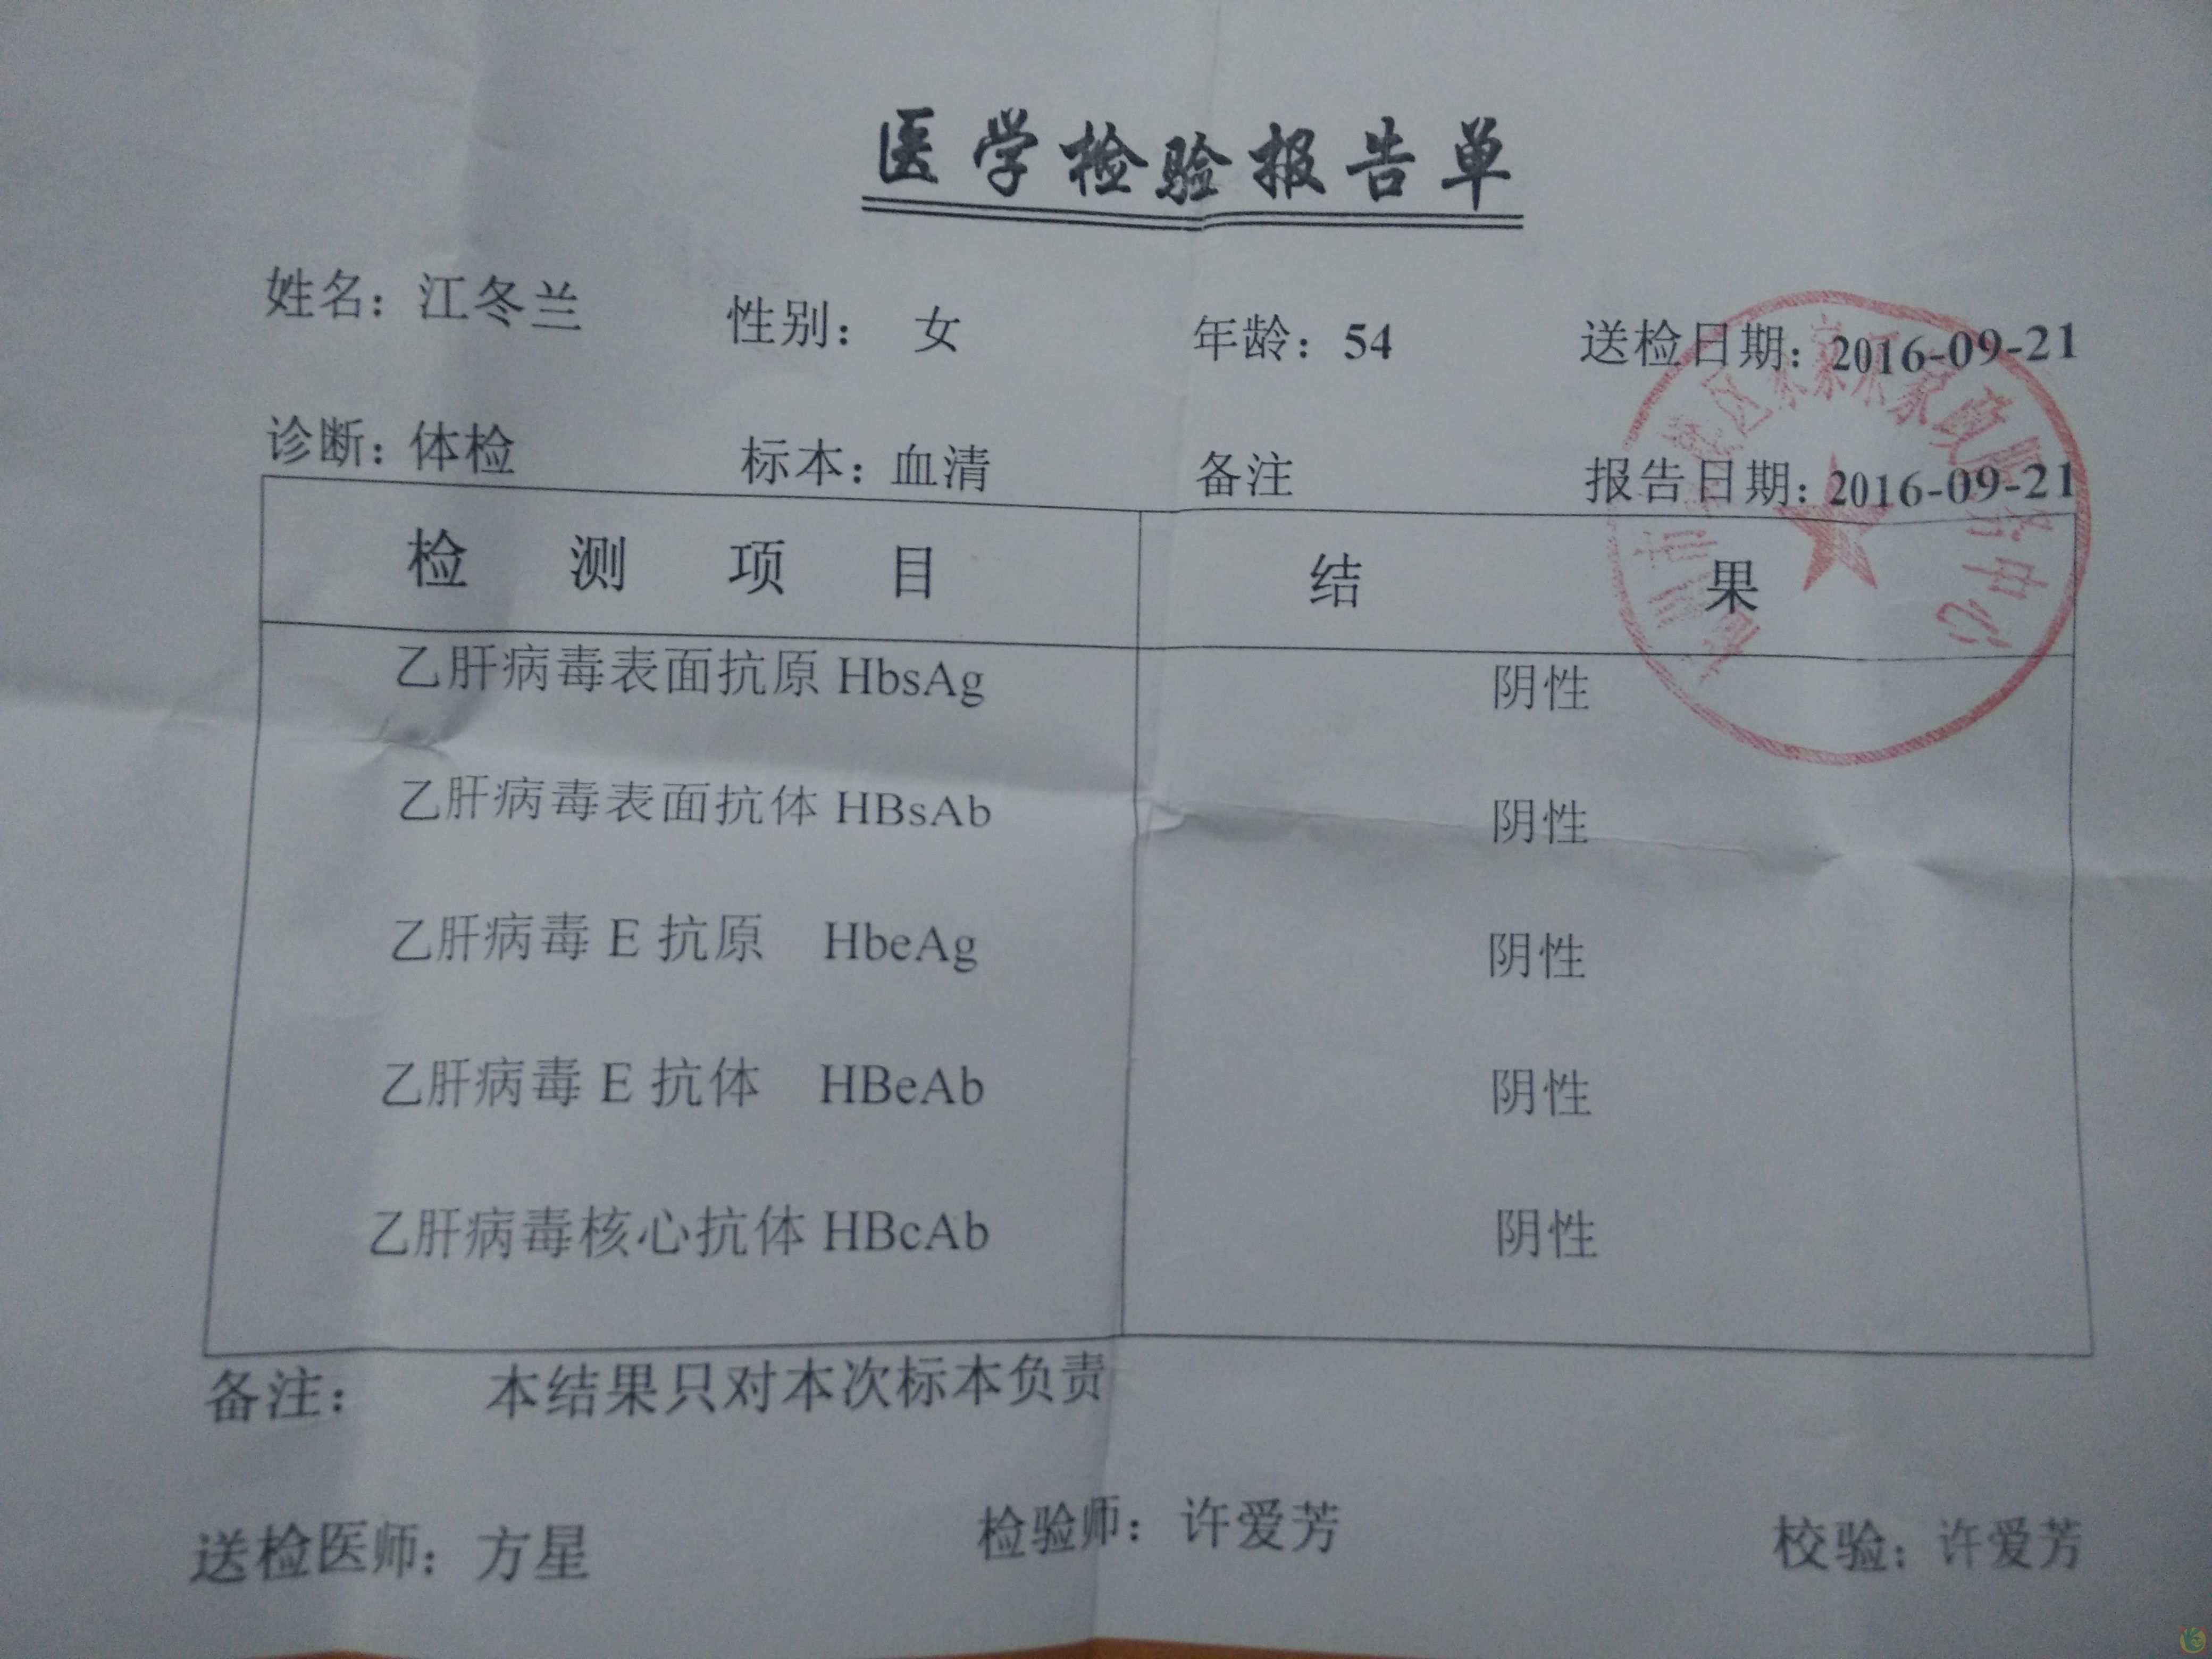 医学检验报告单
姓名：江冬兰 性别： 女 年龄：54 送检日期：2016-09-21
诊断：体检 标本：血清 备注 报告日期：2016-09-21
检 测 项 目 结 果
乙肝病毒表面抗原 HbsAg 阴性
乙肝病毒表面抗体 HBsAb 阴性
乙肝病毒 E 抗原 HbeAg 阴性
乙肝病毒 E 抗体 HBeAb 阴性
乙肝病毒核心抗体 HBcAb 阴性
备注： 本结果只对本次标本负责
送检医师：方星 检验师：许爱芳 校验：许爱芳
家政服务中心